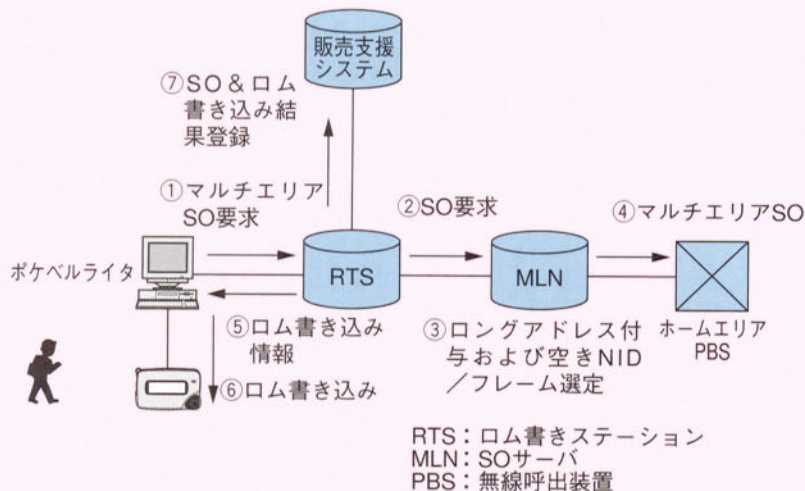 販売支援
システム
⑦SO＆ロム
書き込み結
果登録
①マルチエリア
SO要求
②SO要求
④マルチエリアSO
ポケベルライタ
RTS
MLN
⑤ロム書き込み
情報
③ロングアドレス付
与および空きNID
／フレーム選定
ホームエリア
PBS
⑥ロム書き込み
RTS：ロム書きステーション
MLN：SOサーバ
PBS：無線呼出装置